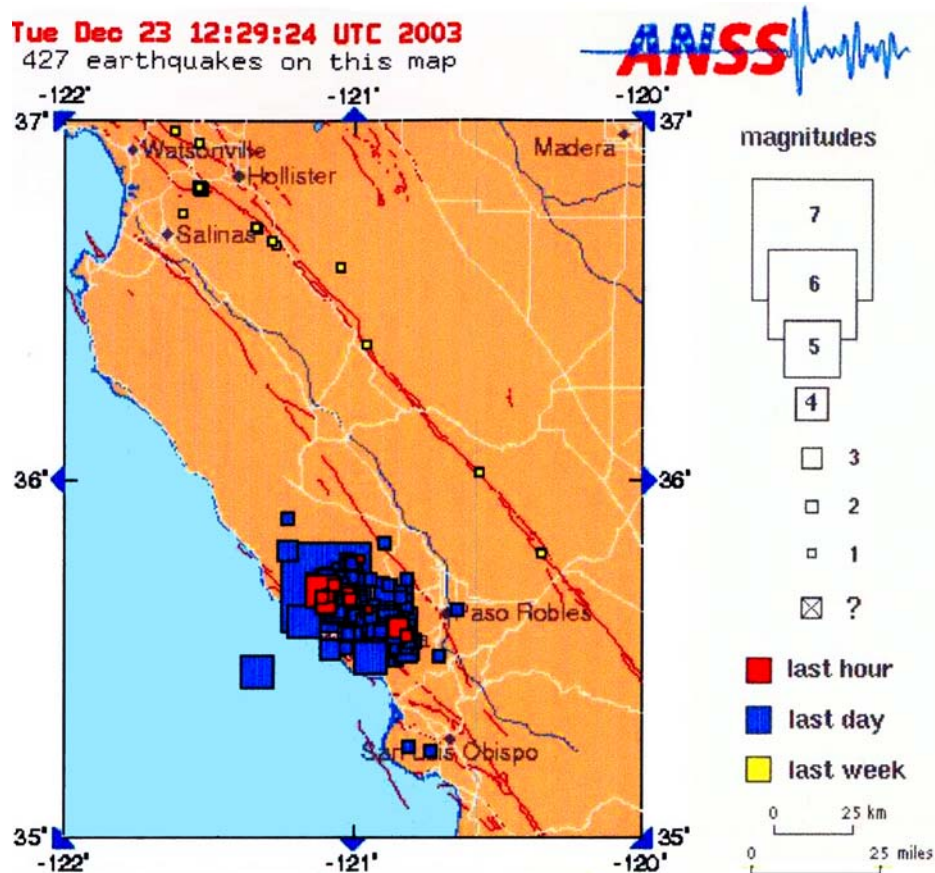 Tue Dec 23 12:29:24 UTC 2003
427 earthquakes on this map
ANSS
-122° -121° -120°
37° 37°
Watsonville
Madera
Hollister
Salinas
36° 36°
Paso Robles
San Luis Obispo
35° 35°
-122° -121° -120°
magnitudes
7
6
5
4
3
2
1
?
last hour
last day
last week
0 25 km
0 25 miles